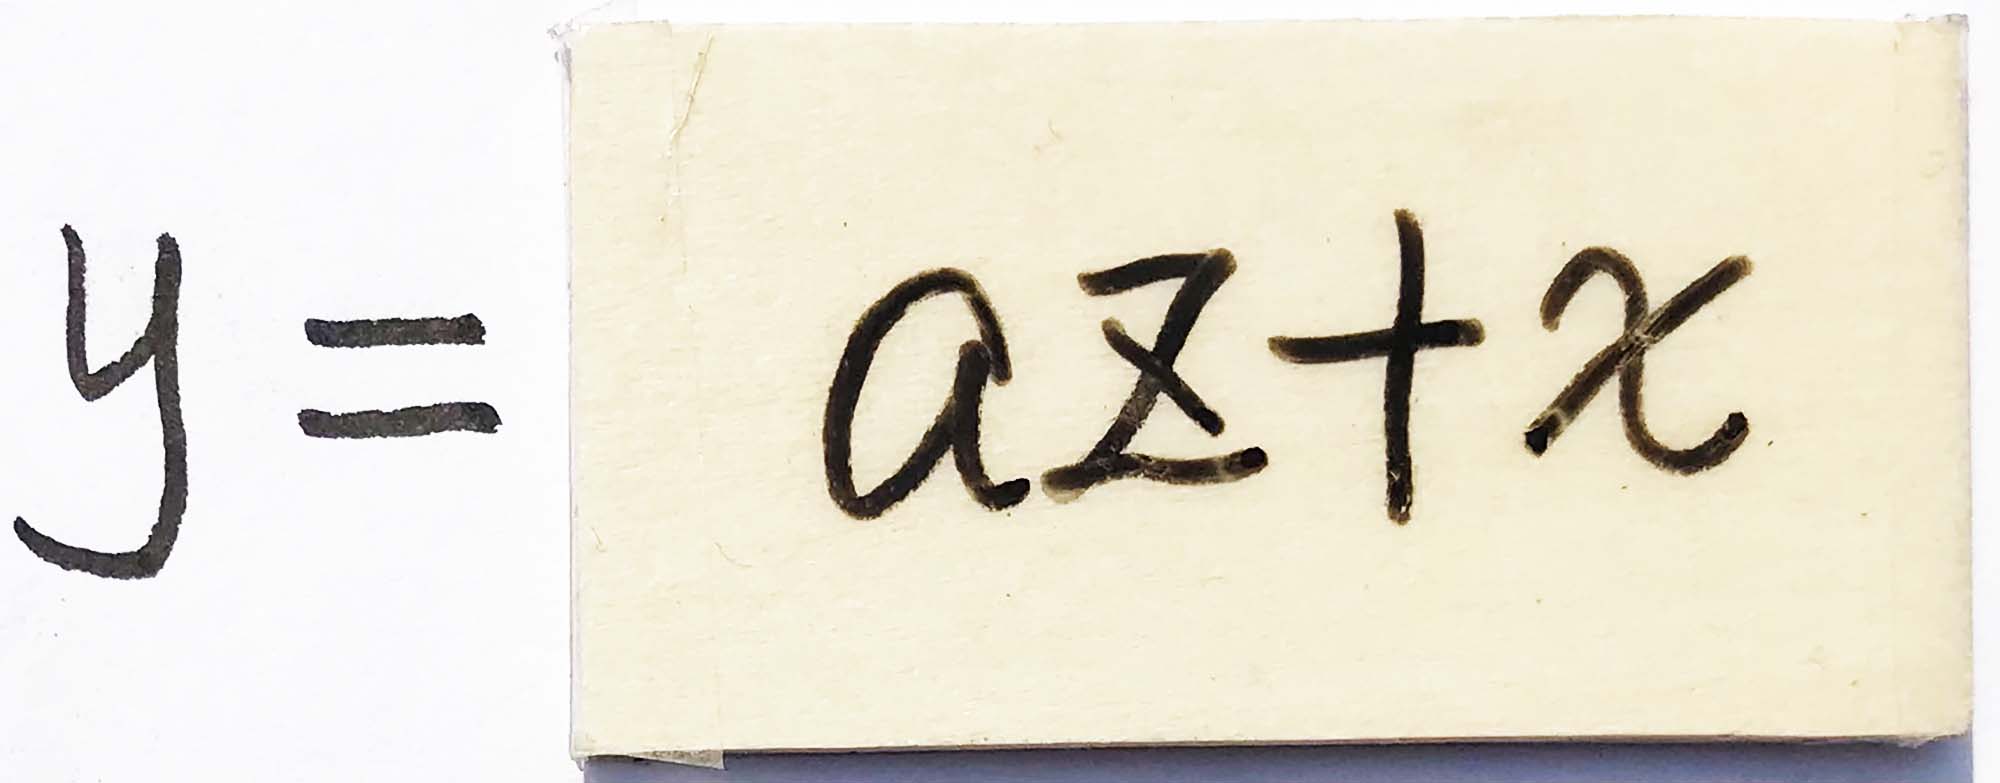 y = az + x